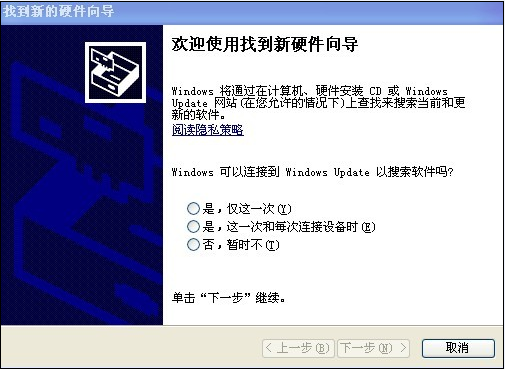 找到新的硬件向导
欢迎使用找到新硬件向导
Windows 将通过在计算机、硬件安装 CD 或 Windows
Update 网站(在您允许的情况下)上查找来搜索当前和更
新的软件。
阅读隐私策略
Windows 可以连接到 Windows Update 以搜索软件吗?
是，仅这一次(Y)
是，这一次和每次连接设备时(E)
否，暂时不(T)
单击“下一步”继续。
< 上一步(B) 下一步(N) > 取消